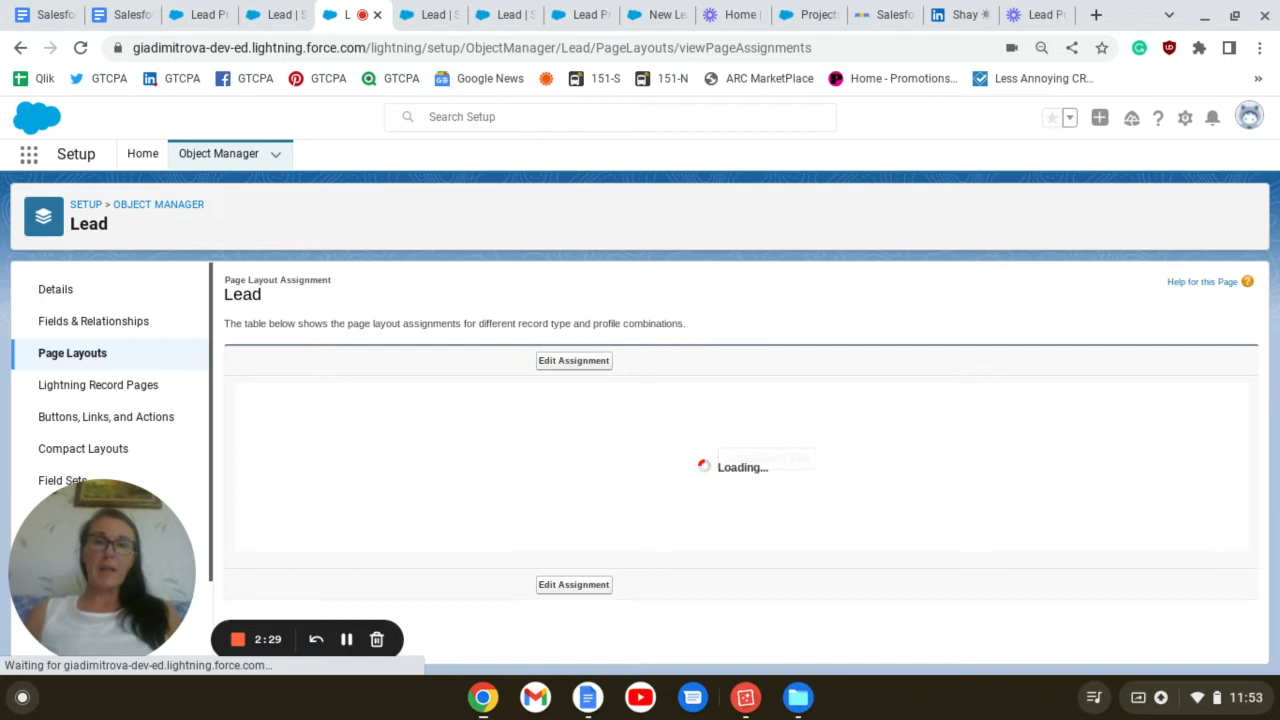 Salesfo
Salesfo
Lead Pr
Lead | S
L
Lead | S
Lead | S
Lead Pr
New Le
Home |
Project
Salesfo
Shay
Lead Pr
giadimitrova-dev-ed.lightning.force.com/lightning/setup/ObjectManager/Lead/PageLayouts/viewPageAssignments
Qlik
GTCPA
GTCPA
GTCPA
GTCPA
GTCPA
Google News
151-S
151-N
ARC MarketPlace
Home - Promotions...
Less Annoying CR...
»
Search Setup
Setup
Home
Object Manager
SETUP > OBJECT MANAGER
Lead
Details
Fields & Relationships
Page Layouts
Lightning Record Pages
Buttons, Links, and Actions
Compact Layouts
Field Sets
Page Layout Assignment
Lead
Help for this Page
The table below shows the page layout assignments for different record type and profile combinations.
Edit Assignment
Loading...
Edit Assignment
2:29
Waiting for giadimitrova-dev-ed.lightning.force.com...
11:53